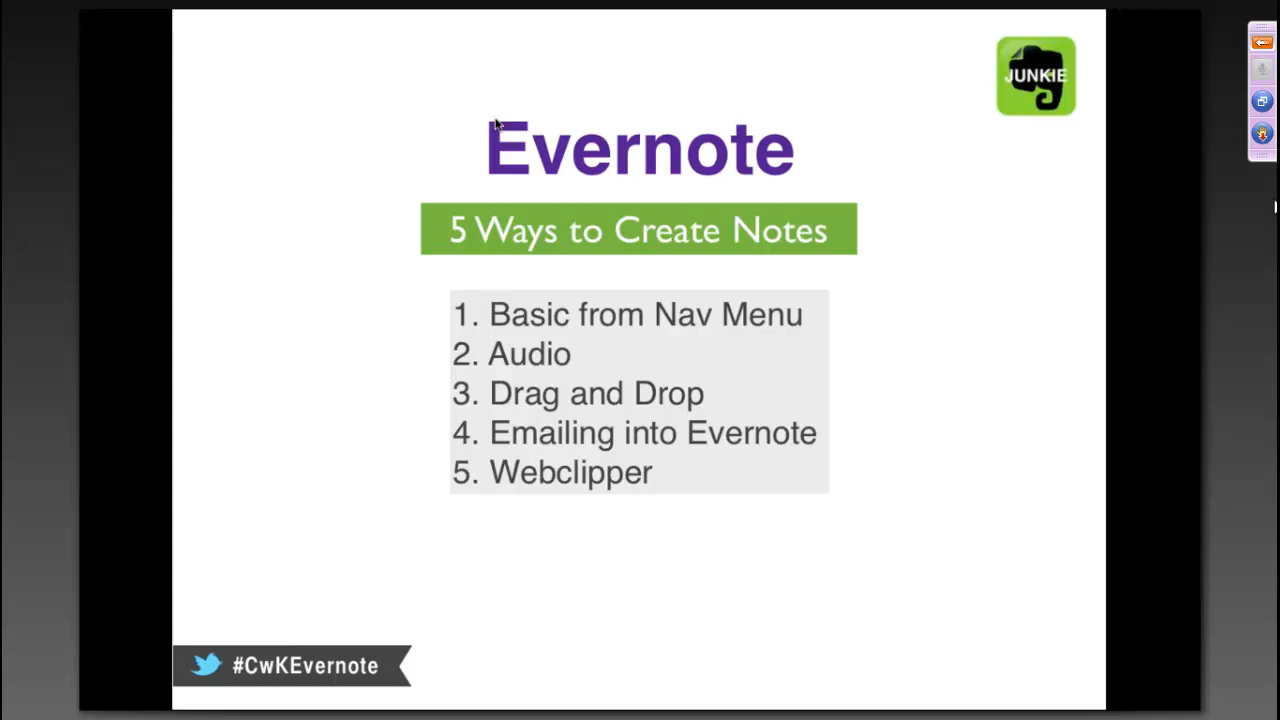 JUNKIE
Evernote
5 Ways to Create Notes
1. Basic from Nav Menu
2. Audio
3. Drag and Drop
4. Emailing into Evernote
5. Webclipper
#CwKEvernote